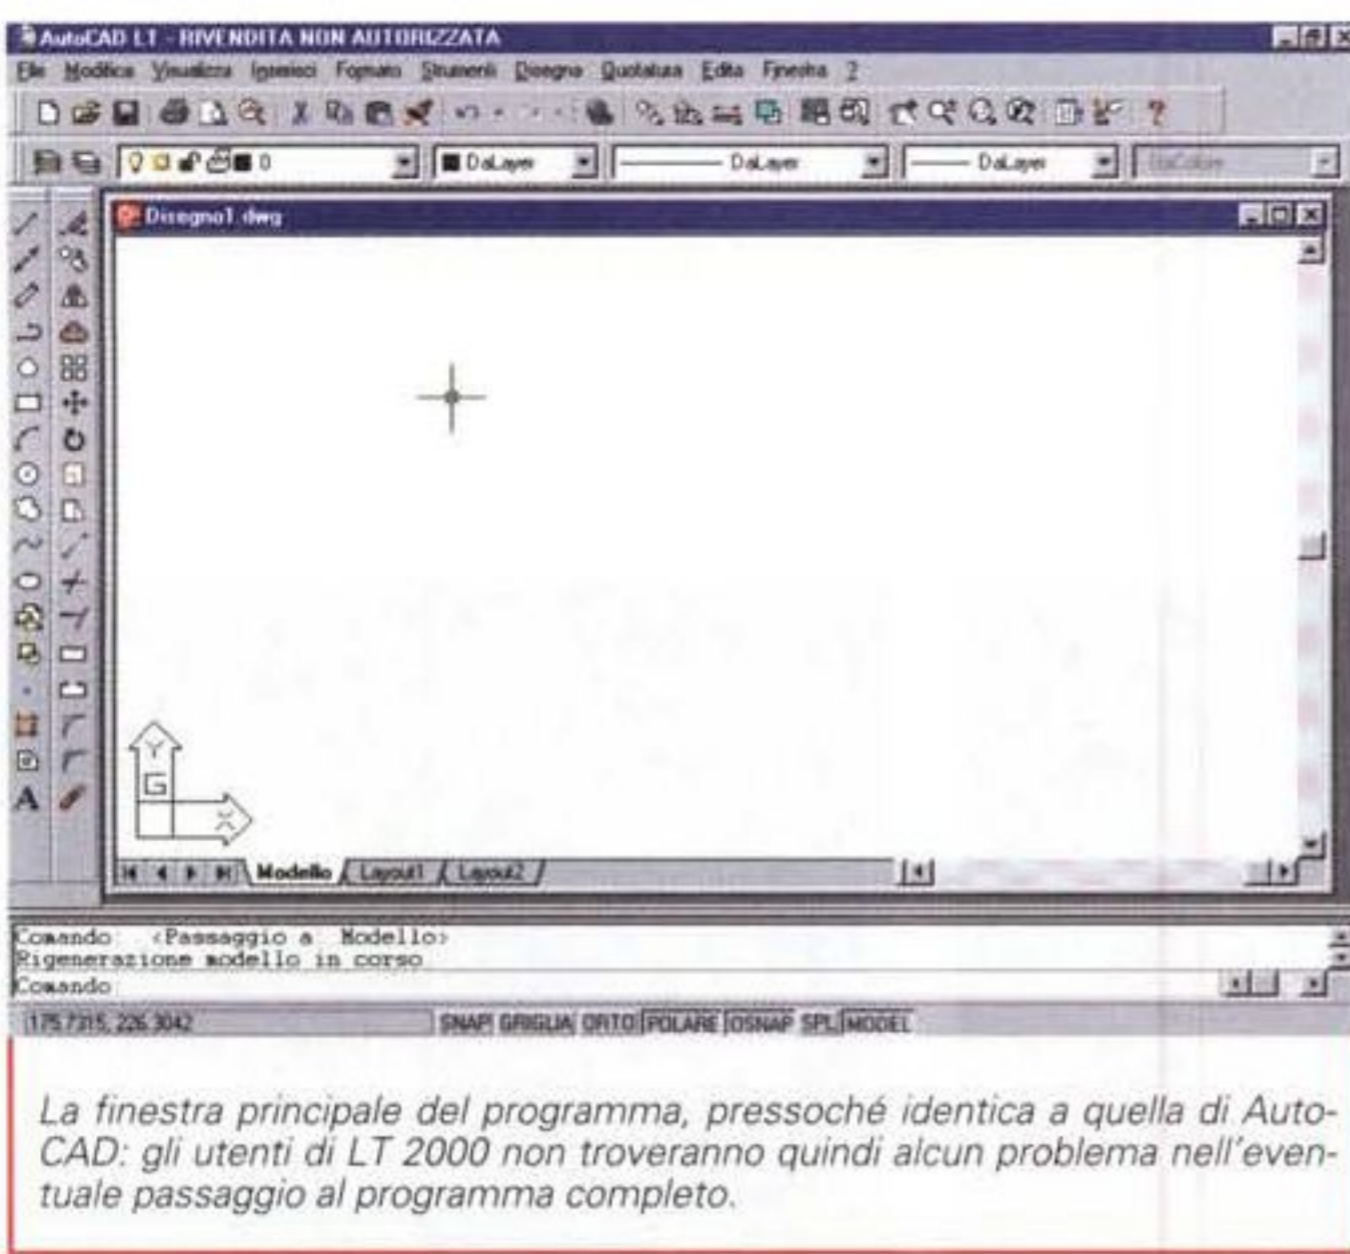 AutoCAD LT - RIVENDITA NON AUTORIZZATA
File Modifica Visualizza Inserisci Formato Strumenti Disegno Quotatura Edita Finestra ?
0 DaLayer DaLayer DaLayer DaColore
Disegno1.dwg
Y
G
X
A
Modello Layout1 Layout2
Comando: <Passaggio a: Modello>
Rigenerazione modello in corso.
Comando:
175.7315, 226.3042 SNAP GRIGLIA ORTO POLARE OSNAP SPL MODEL
La finestra principale del programma, pressoché identica a quella di Auto-
CAD: gli utenti di LT 2000 non troveranno quindi alcun problema nell'even-
tuale passaggio al programma completo.